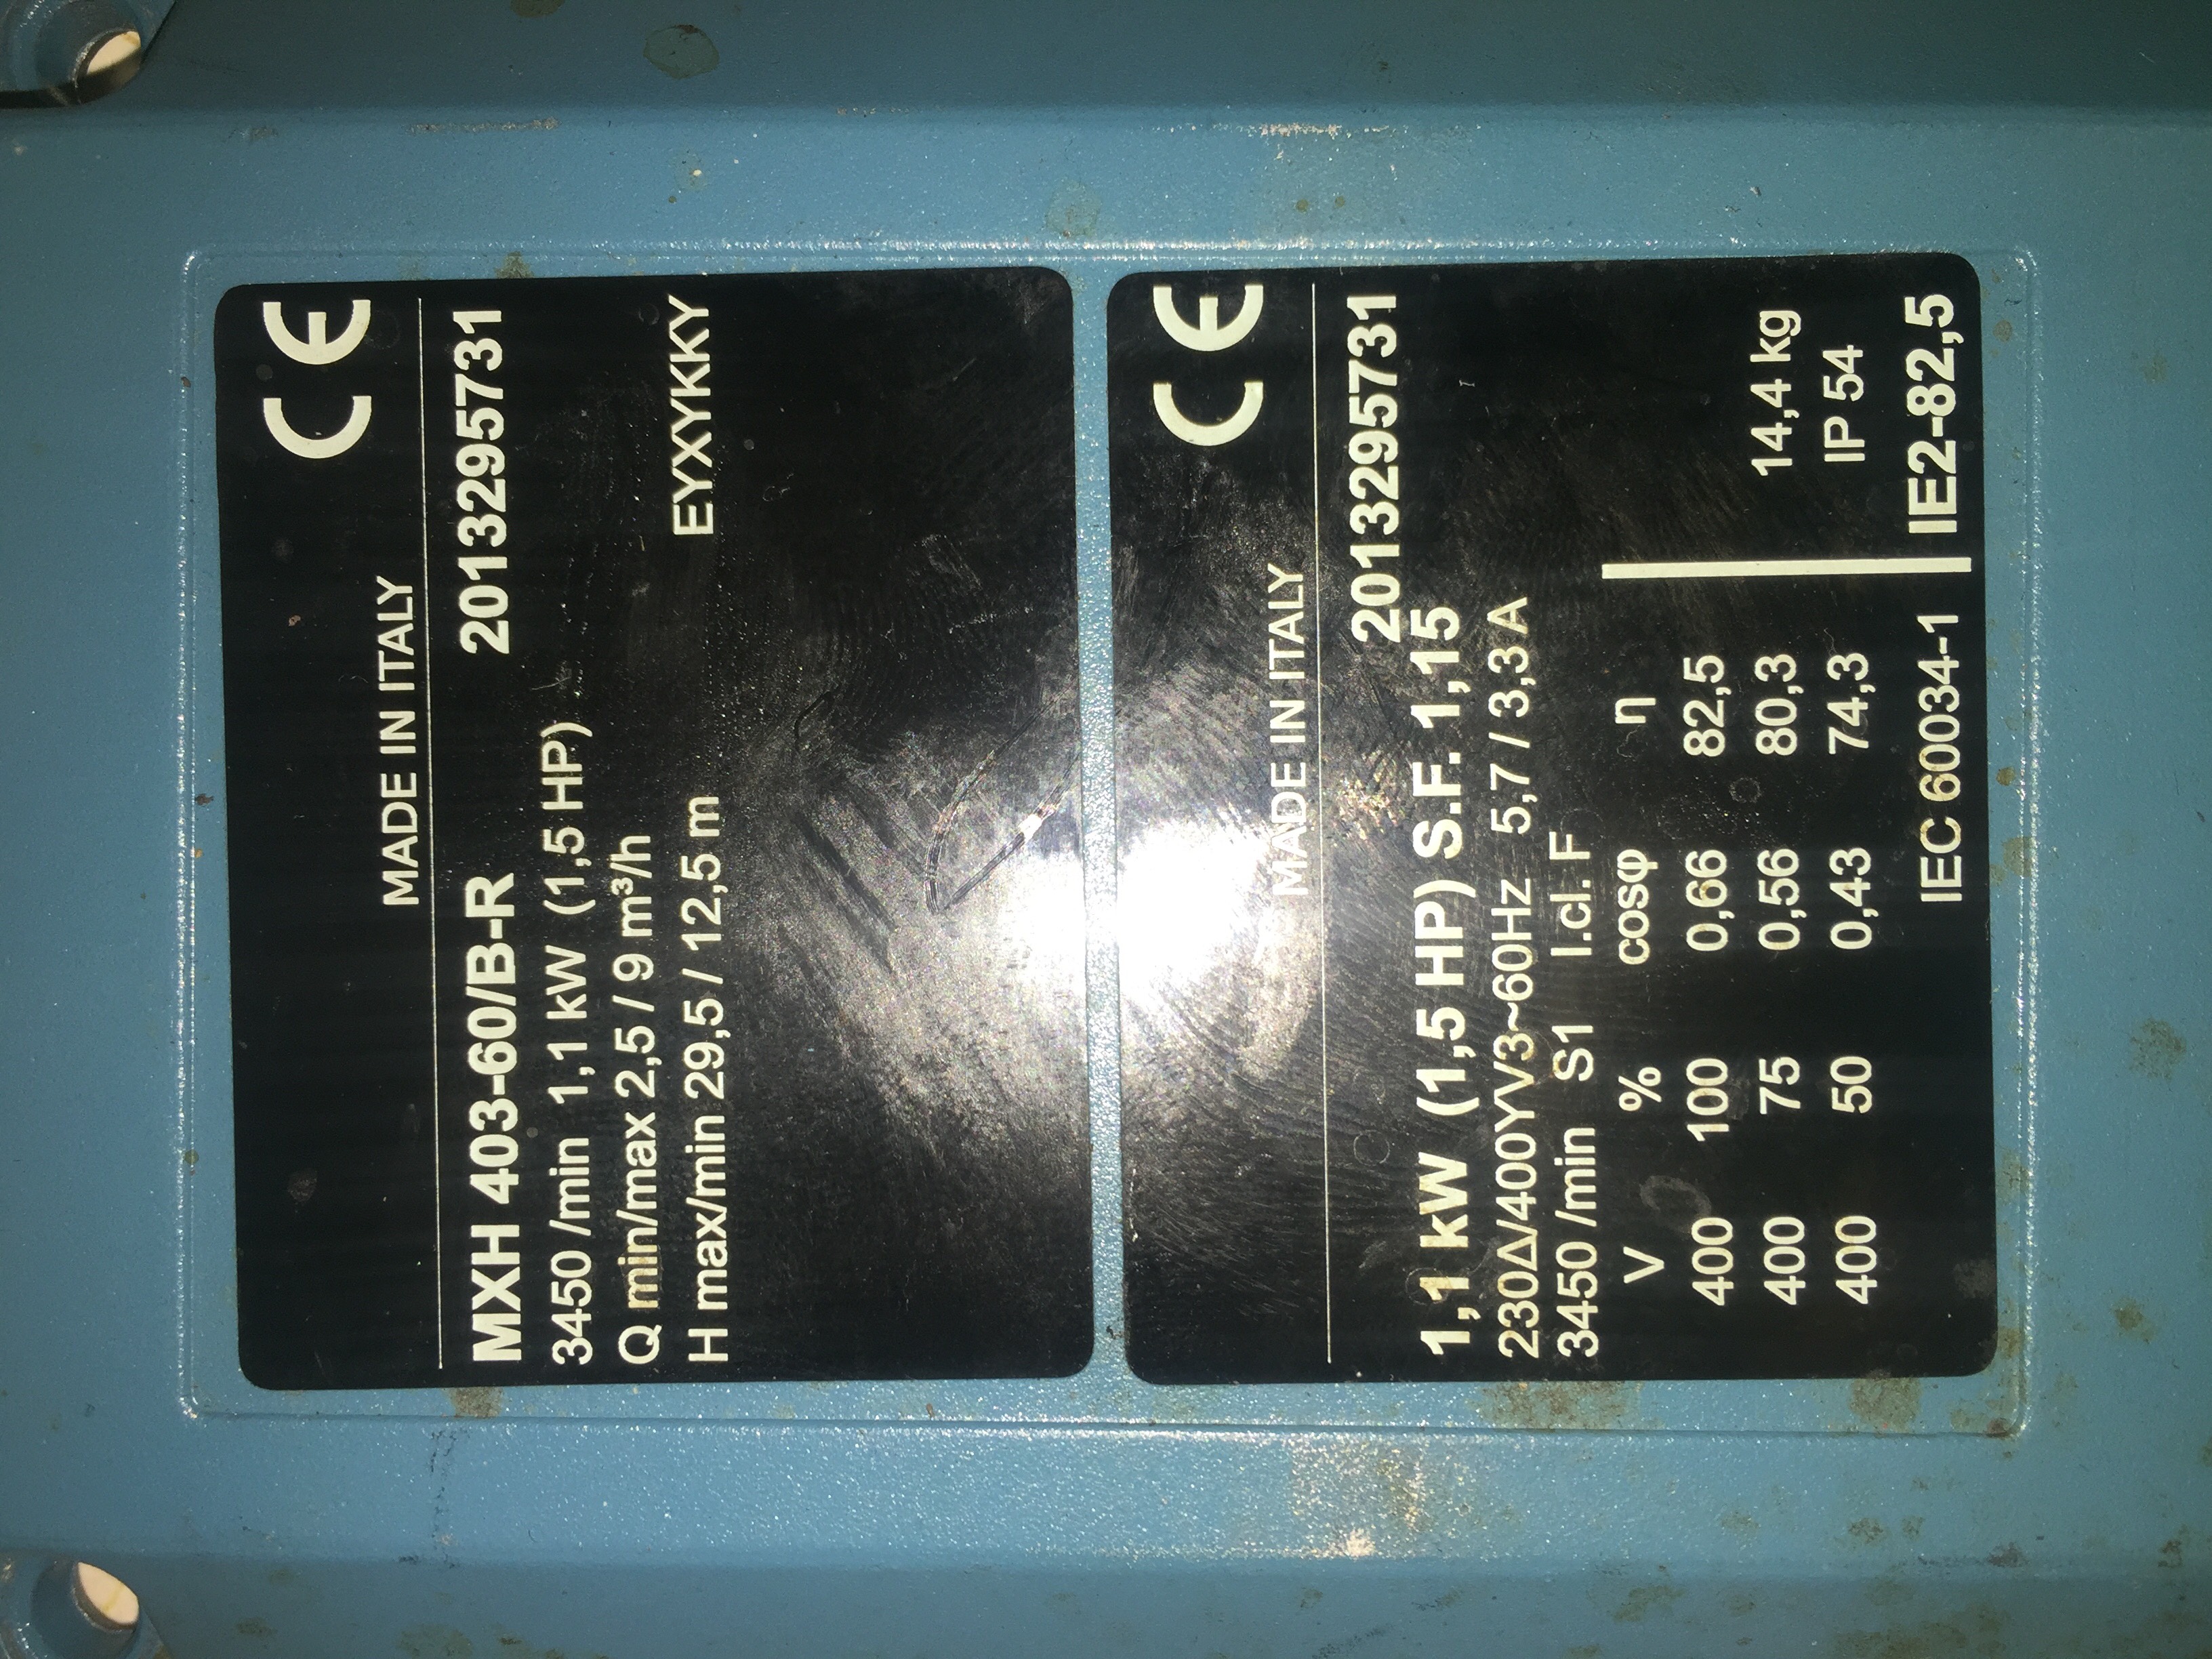 CE
MADE IN ITALY
MXH 403-60/B-R 2013295731
3450 /min 1,1 kW (1,5 HP)
Q min/max 2,5 / 9 m³/h
H max/min 29,5 / 12,5 m EYXYKKY
CE
MADE IN ITALY
2013295731
1,1 kW (1,5 HP) S.F. 1,15
230Δ/400YV3~60Hz 5,7 / 3,3 A
3450 /min S1 I.cl. F
V % cosφ η
400 100 0,66 82,5
400 75 0,56 80,3 14,4 kg
400 50 0,43 74,3 IP 54
IEC 60034-1 IE2-82,5